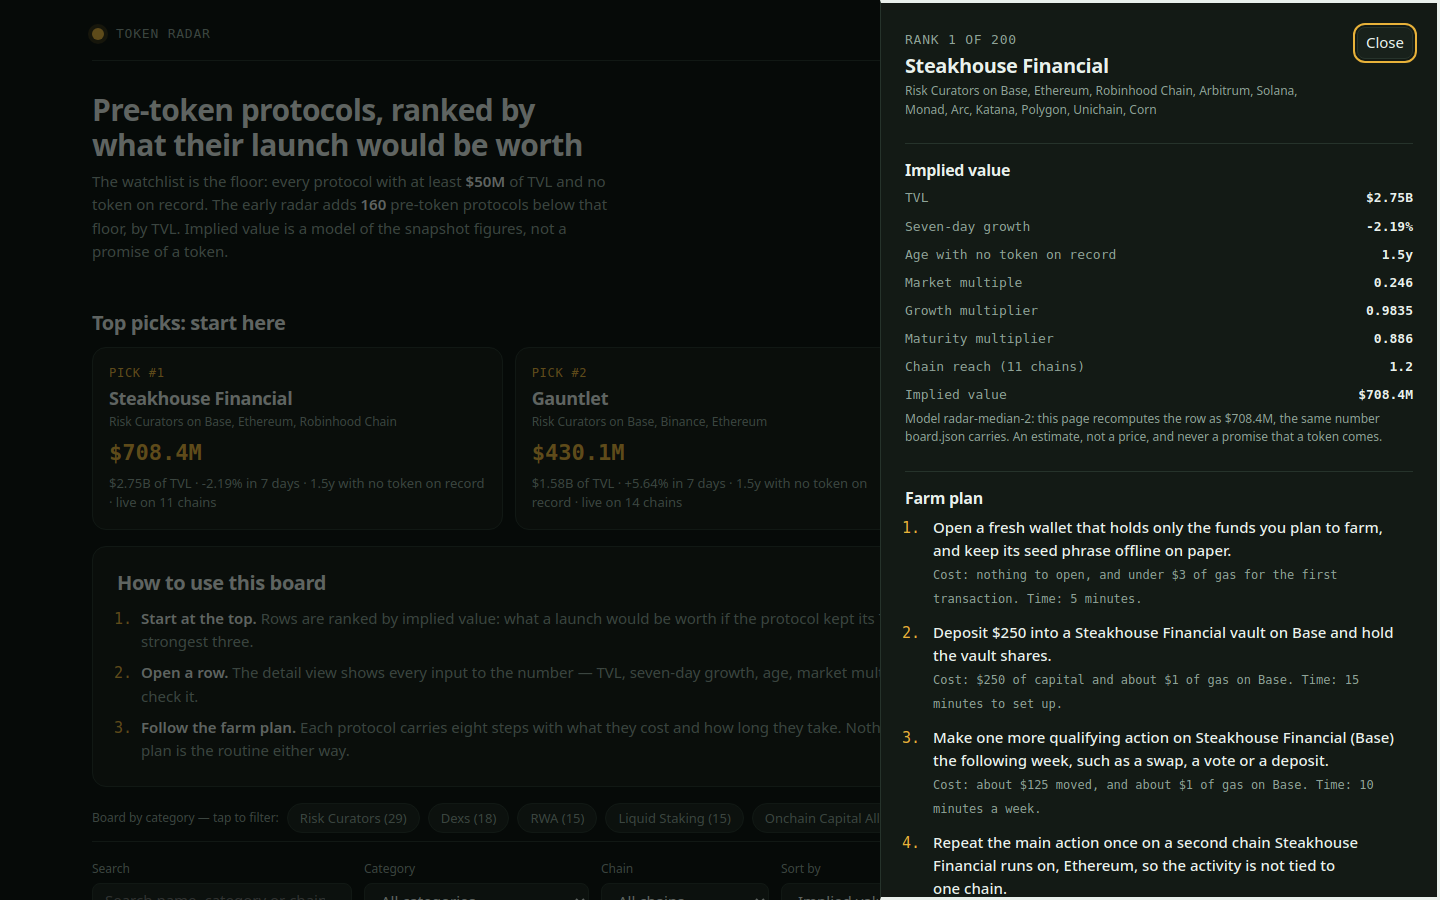 TOKEN RADAR
Pre-token protocols, ranked by
what their launch would be worth
The watchlist is the floor: every protocol with at least $50M of TVL and no
token on record. The early radar adds 160 pre-token protocols below that
floor, by TVL. Implied value is a model of the snapshot figures, not a
promise of a token.
Top picks: start here
PICK #1
Steakhouse Financial
Risk Curators on Base, Ethereum, Robinhood Chain
$708.4M
$2.75B of TVL · -2.19% in 7 days · 1.5y with no token on record
· live on 11 chains
PICK #2
Gauntlet
Risk Curators on Base, Binance, Ethereum
$430.1M
$1.58B of TVL · +5.64% in 7 days · 1.5y with no token on
record · live on 14 chains
How to use this board
1. Start at the top. Rows are ranked by implied value: what a launch would be worth if the protocol kept its
strongest three.
2. Open a row. The detail view shows every input to the number — TVL, seven-day growth, age, market
check it.
3. Follow the farm plan. Each protocol carries eight steps with what they cost and how long they take.
plan is the routine either way.
Board by category — tap to filter:
Risk Curators (29)
Dexs (18)
RWA (15)
Liquid Staking (15)
Onchain Capital
Search
Category
Chain
Sort by
Search name, category or chain
All categories
All chains
RANK 1 OF 200
Close
Steakhouse Financial
Risk Curators on Base, Ethereum, Robinhood Chain, Arbitrum, Solana,
Monad, Arc, Katana, Polygon, Unichain, Corn
Implied value
TVL $2.75B
Seven-day growth -2.19%
Age with no token on record 1.5y
Market multiple 0.246
Growth multiplier 0.9835
Maturity multiplier 0.886
Chain reach (11 chains) 1.2
Implied value $708.4M
Model radar-median-2: this page recomputes the row as $708.4M, the same number
board.json carries. An estimate, not a price, and never a promise that a token comes.
Farm plan
1. Open a fresh wallet that holds only the funds you plan to farm,
and keep its seed phrase offline on paper.
Cost: nothing to open, and under $3 of gas for the first
transaction. Time: 5 minutes.
2. Deposit $250 into a Steakhouse Financial vault on Base and hold
the vault shares.
Cost: $250 of capital and about $1 of gas on Base. Time: 15
minutes to set up.
3. Make one more qualifying action on Steakhouse Financial (Base)
the following week, such as a swap, a vote or a deposit.
Cost: about $125 moved, and about $1 of gas on Base. Time: 10
minutes a week.
4. Repeat the main action once on a second chain Steakhouse
Financial runs on, Ethereum, so the activity is not tied to
one chain.